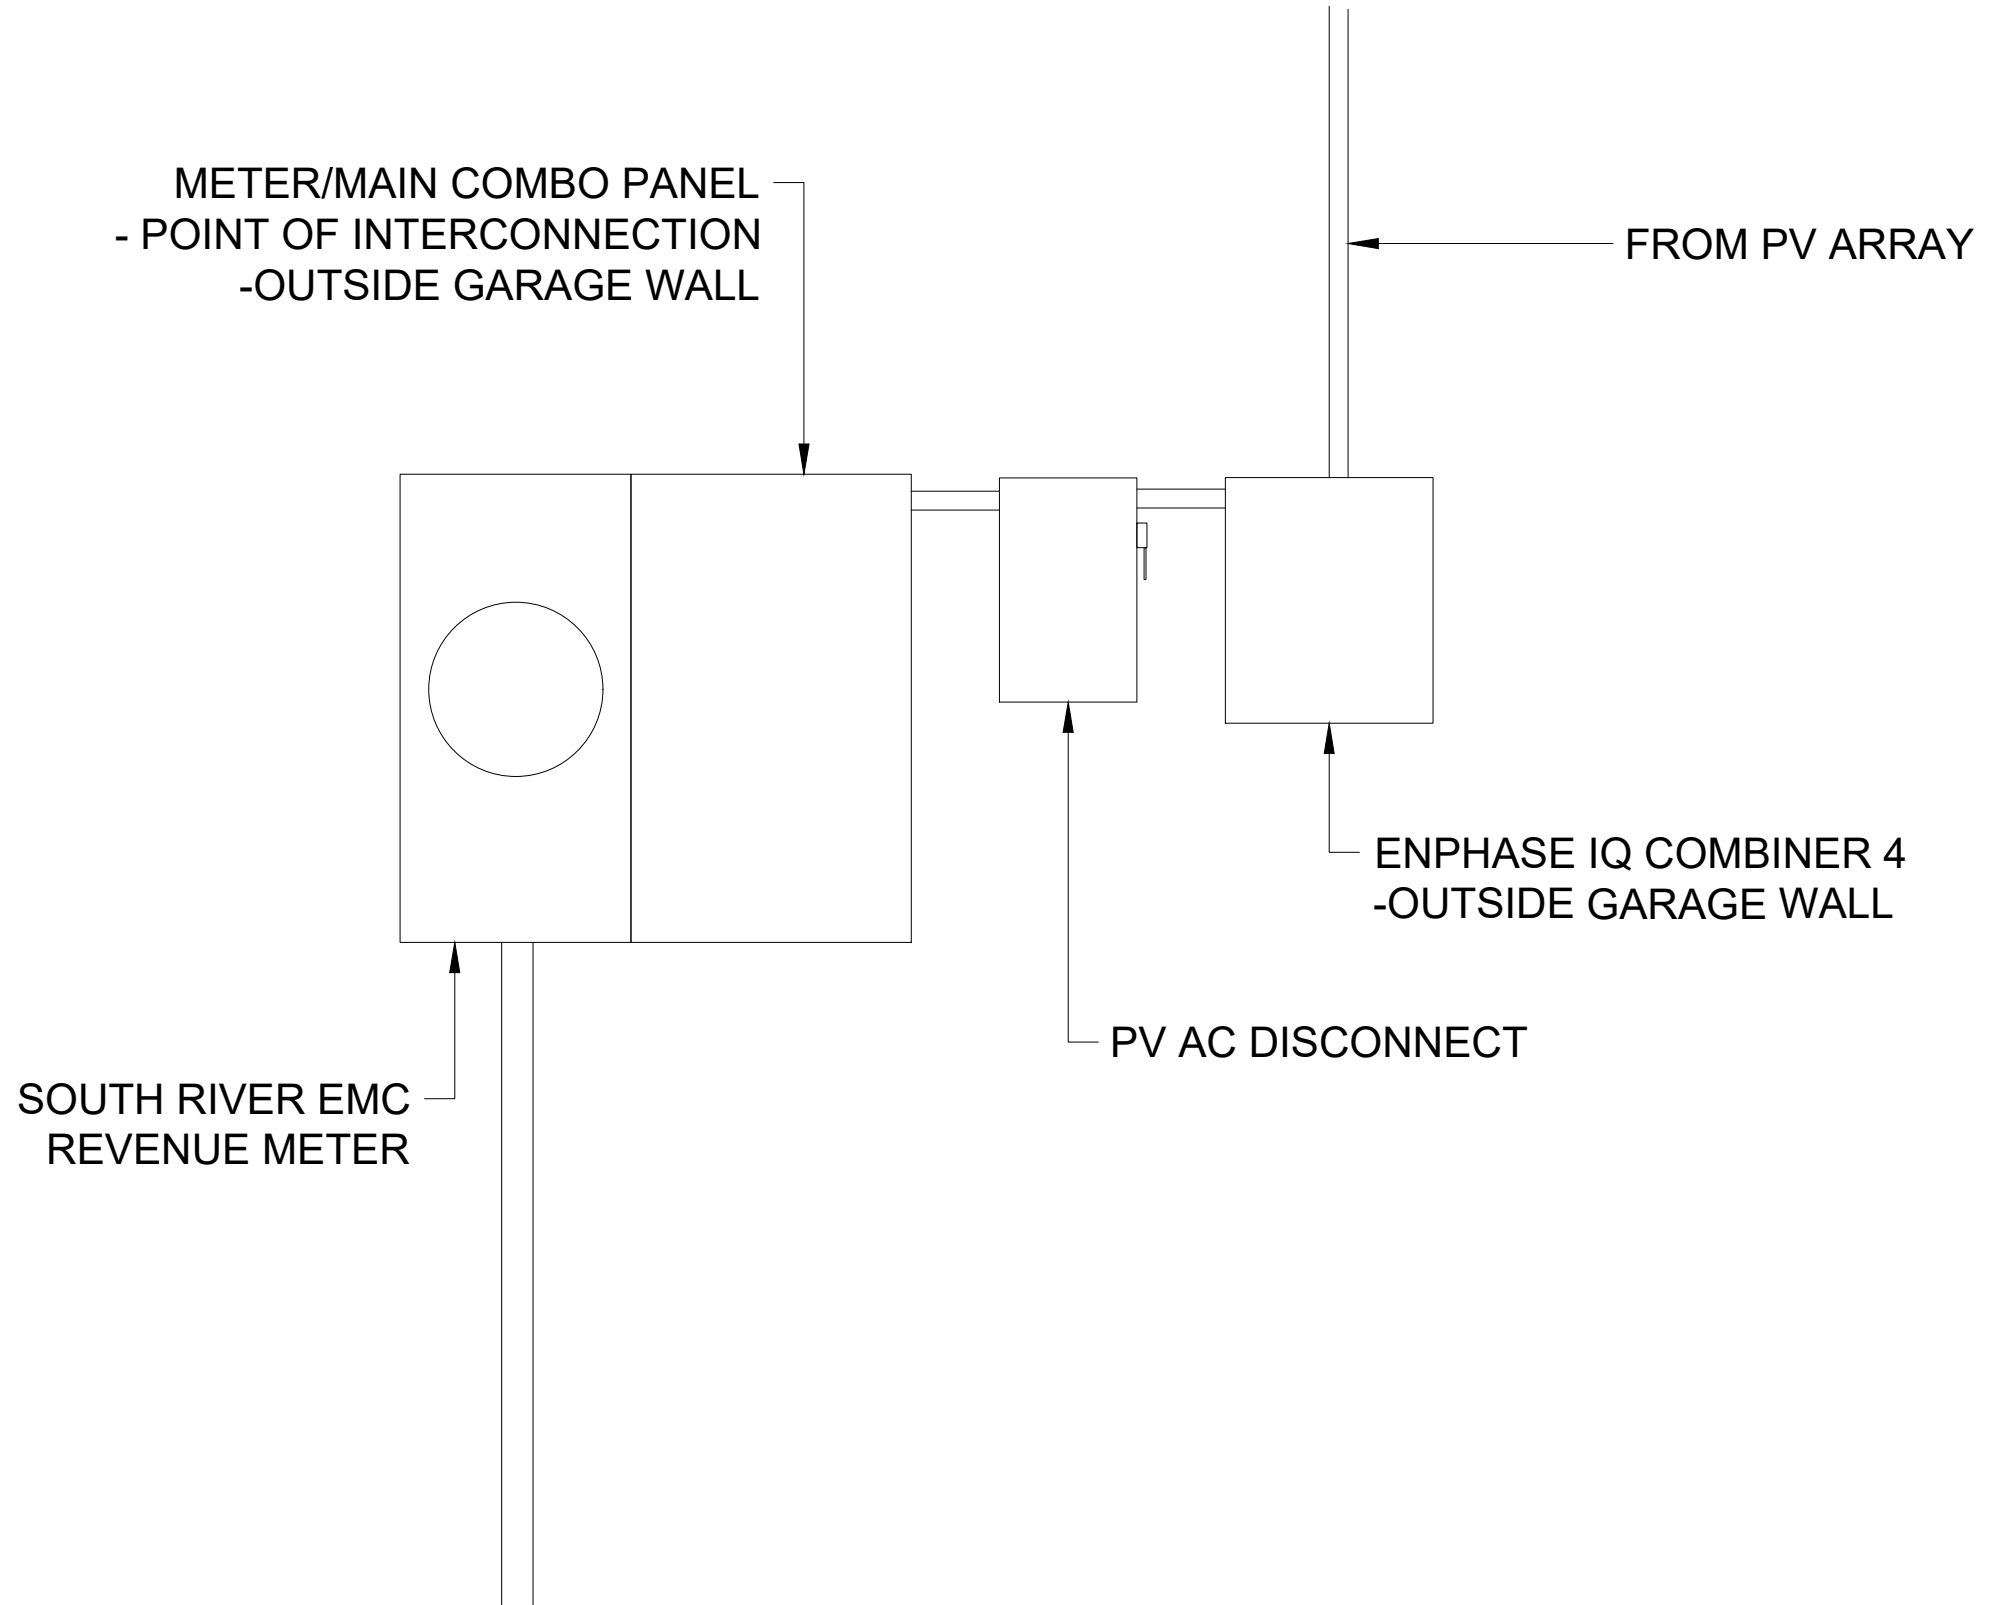 METER/MAIN COMBO PANEL
- POINT OF INTERCONNECTION
-OUTSIDE GARAGE WALL
FROM PV ARRAY
ENPHASE IQ COMBINER 4
-OUTSIDE GARAGE WALL
PV AC DISCONNECT
SOUTH RIVER EMC
REVENUE METER